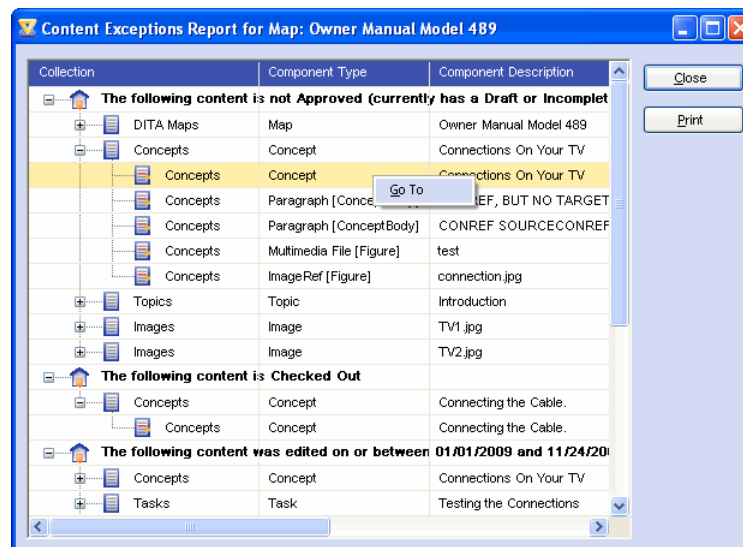 Content Exceptions Report for Map: Owner Manual Model 489
Collection Component Type Component Description
Close
Print
The following content is not Approved (currently has a Draft or Incomplet
DITA Maps Map Owner Manual Model 489
Concepts Concept Connections On Your TV
Concepts Concept Connections On Your TV
Go To
Concepts Paragraph [Conce REF, BUT NO TARGET
Concepts Paragraph [ConceptBody] CONREF SOURCECONREF
Concepts Multimedia File [Figure] test
Concepts ImageRef [Figure] connection.jpg
Topics Topic Introduction
Images Image TV1.jpg
Images Image TV2.jpg
The following content is Checked Out
Concepts Concept Connecting the Cable.
Concepts Concept Connecting the Cable.
The following content was edited on or between 01/01/2009 and 11/24/20
Concepts Concept Connections On Your TV
Tasks Task Testing the Connections